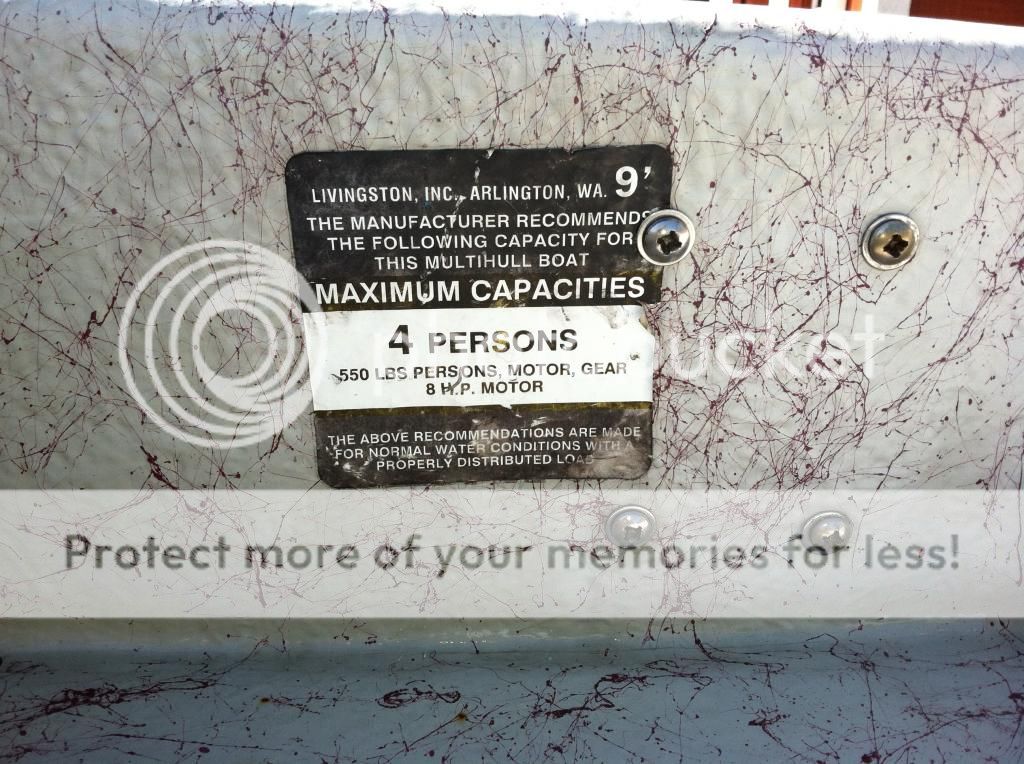 LIVINGSTON, INC., ARLINGTON, WA. 9'
THE MANUFACTURER RECOMMENDS
THE FOLLOWING CAPACITY FOR
THIS MULTIHULL BOAT
MAXIMUM CAPACITIES
4 PERSONS
550 LBS PERSONS, MOTOR, GEAR
8 H.P. MOTOR
THE ABOVE RECOMMENDATIONS ARE MADE
FOR NORMAL WATER CONDITIONS WITH A
PROPERLY DISTRIBUTED LOAD
Protect more of your memories for less!